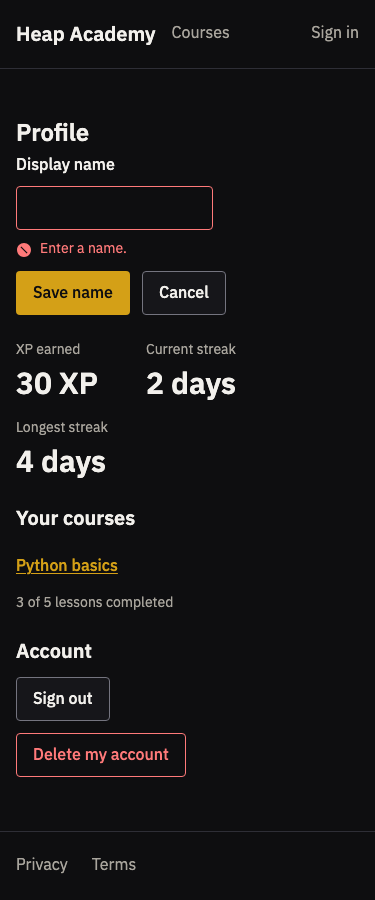 Heap Academy Courses Sign in
Profile
Display name
Enter a name.
Save name Cancel
XP earned Current streak
30 XP 2 days
Longest streak
4 days
Your courses
Python basics
3 of 5 lessons completed
Account
Sign out
Delete my account
Privacy Terms